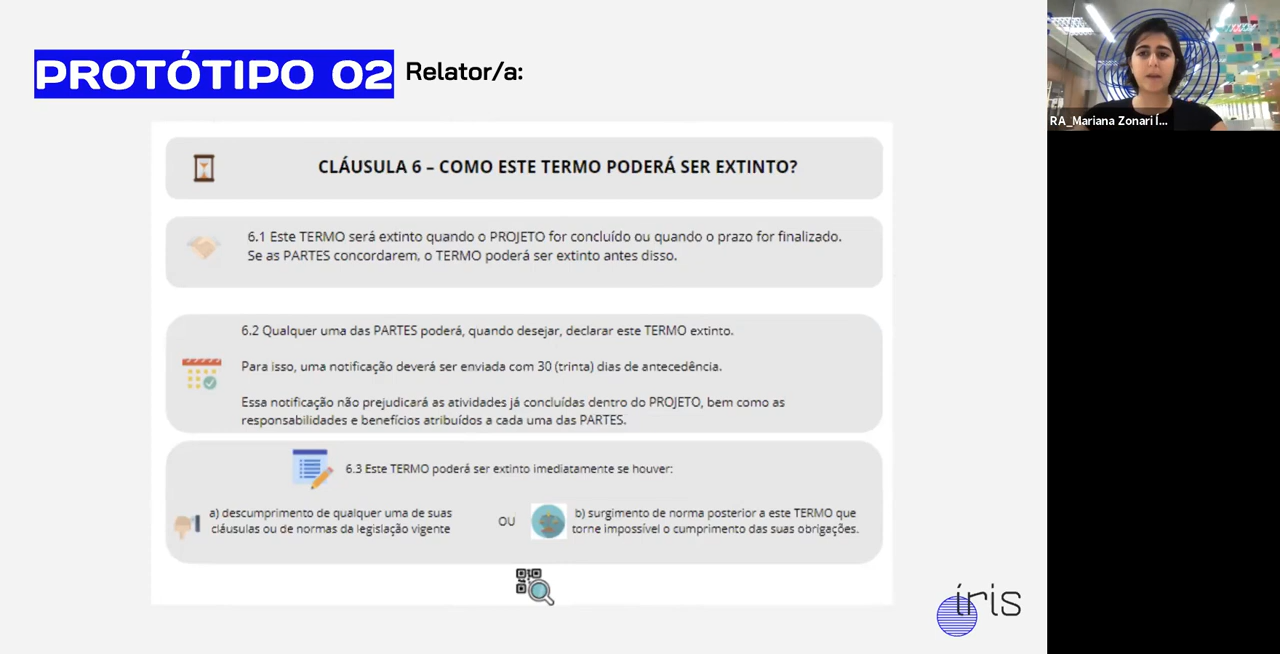 PROTÓTIPO 02 Relator/a:
RA_Mariana Zonari Í...
CLÁUSULA 6 – COMO ESTE TERMO PODERÁ SER EXTINTO?
6.1 Este TERMO será extinto quando o PROJETO for concluído ou quando o prazo for finalizado.
Se as PARTES concordarem, o TERMO poderá ser extinto antes disso.
6.2 Qualquer uma das PARTES poderá, quando desejar, declarar este TERMO extinto.
Para isso, uma notificação deverá ser enviada com 30 (trinta) dias de antecedência.
Essa notificação não prejudicará as atividades já concluídas dentro do PROJETO, bem como as
responsabilidades e benefícios atribuídos a cada uma das PARTES.
6.3 Este TERMO poderá ser extinto imediatamente se houver:
a) descumprimento de qualquer uma de suas
cláusulas ou de normas da legislação vigente
OU
b) surgimento de norma posterior a este TERMO que
torne impossível o cumprimento das suas obrigações.
íris